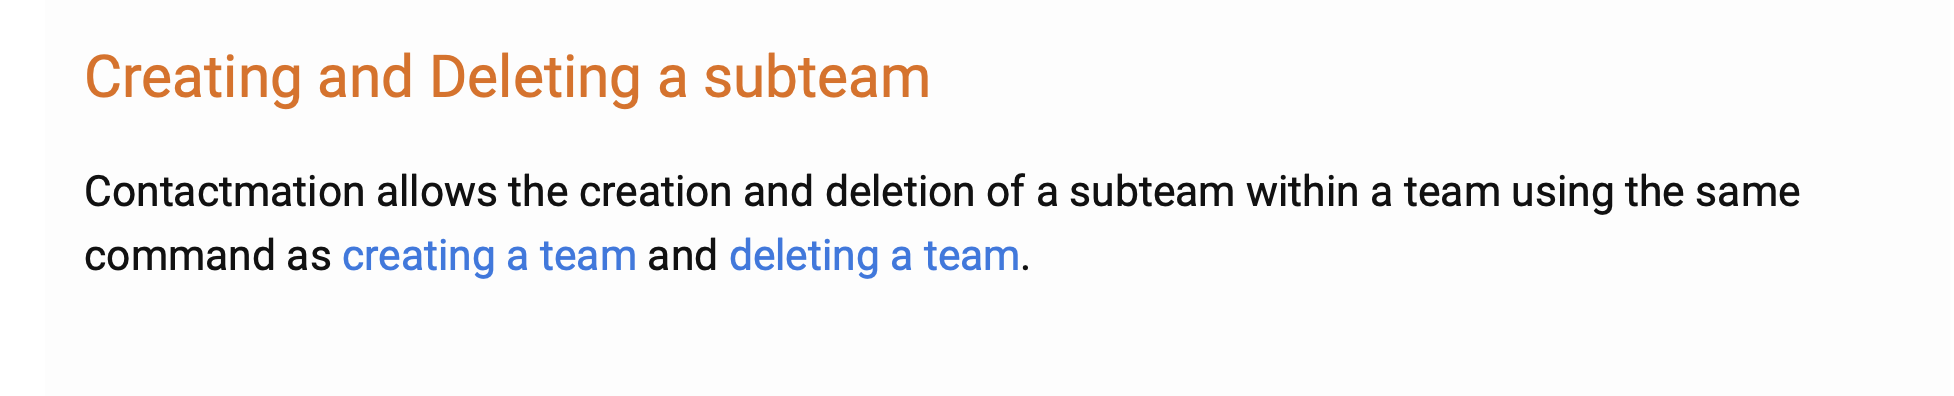 Creating and Deleting a subteam
Contactmation allows the creation and deletion of a subteam within a team using the same
command as creating a team and deleting a team.